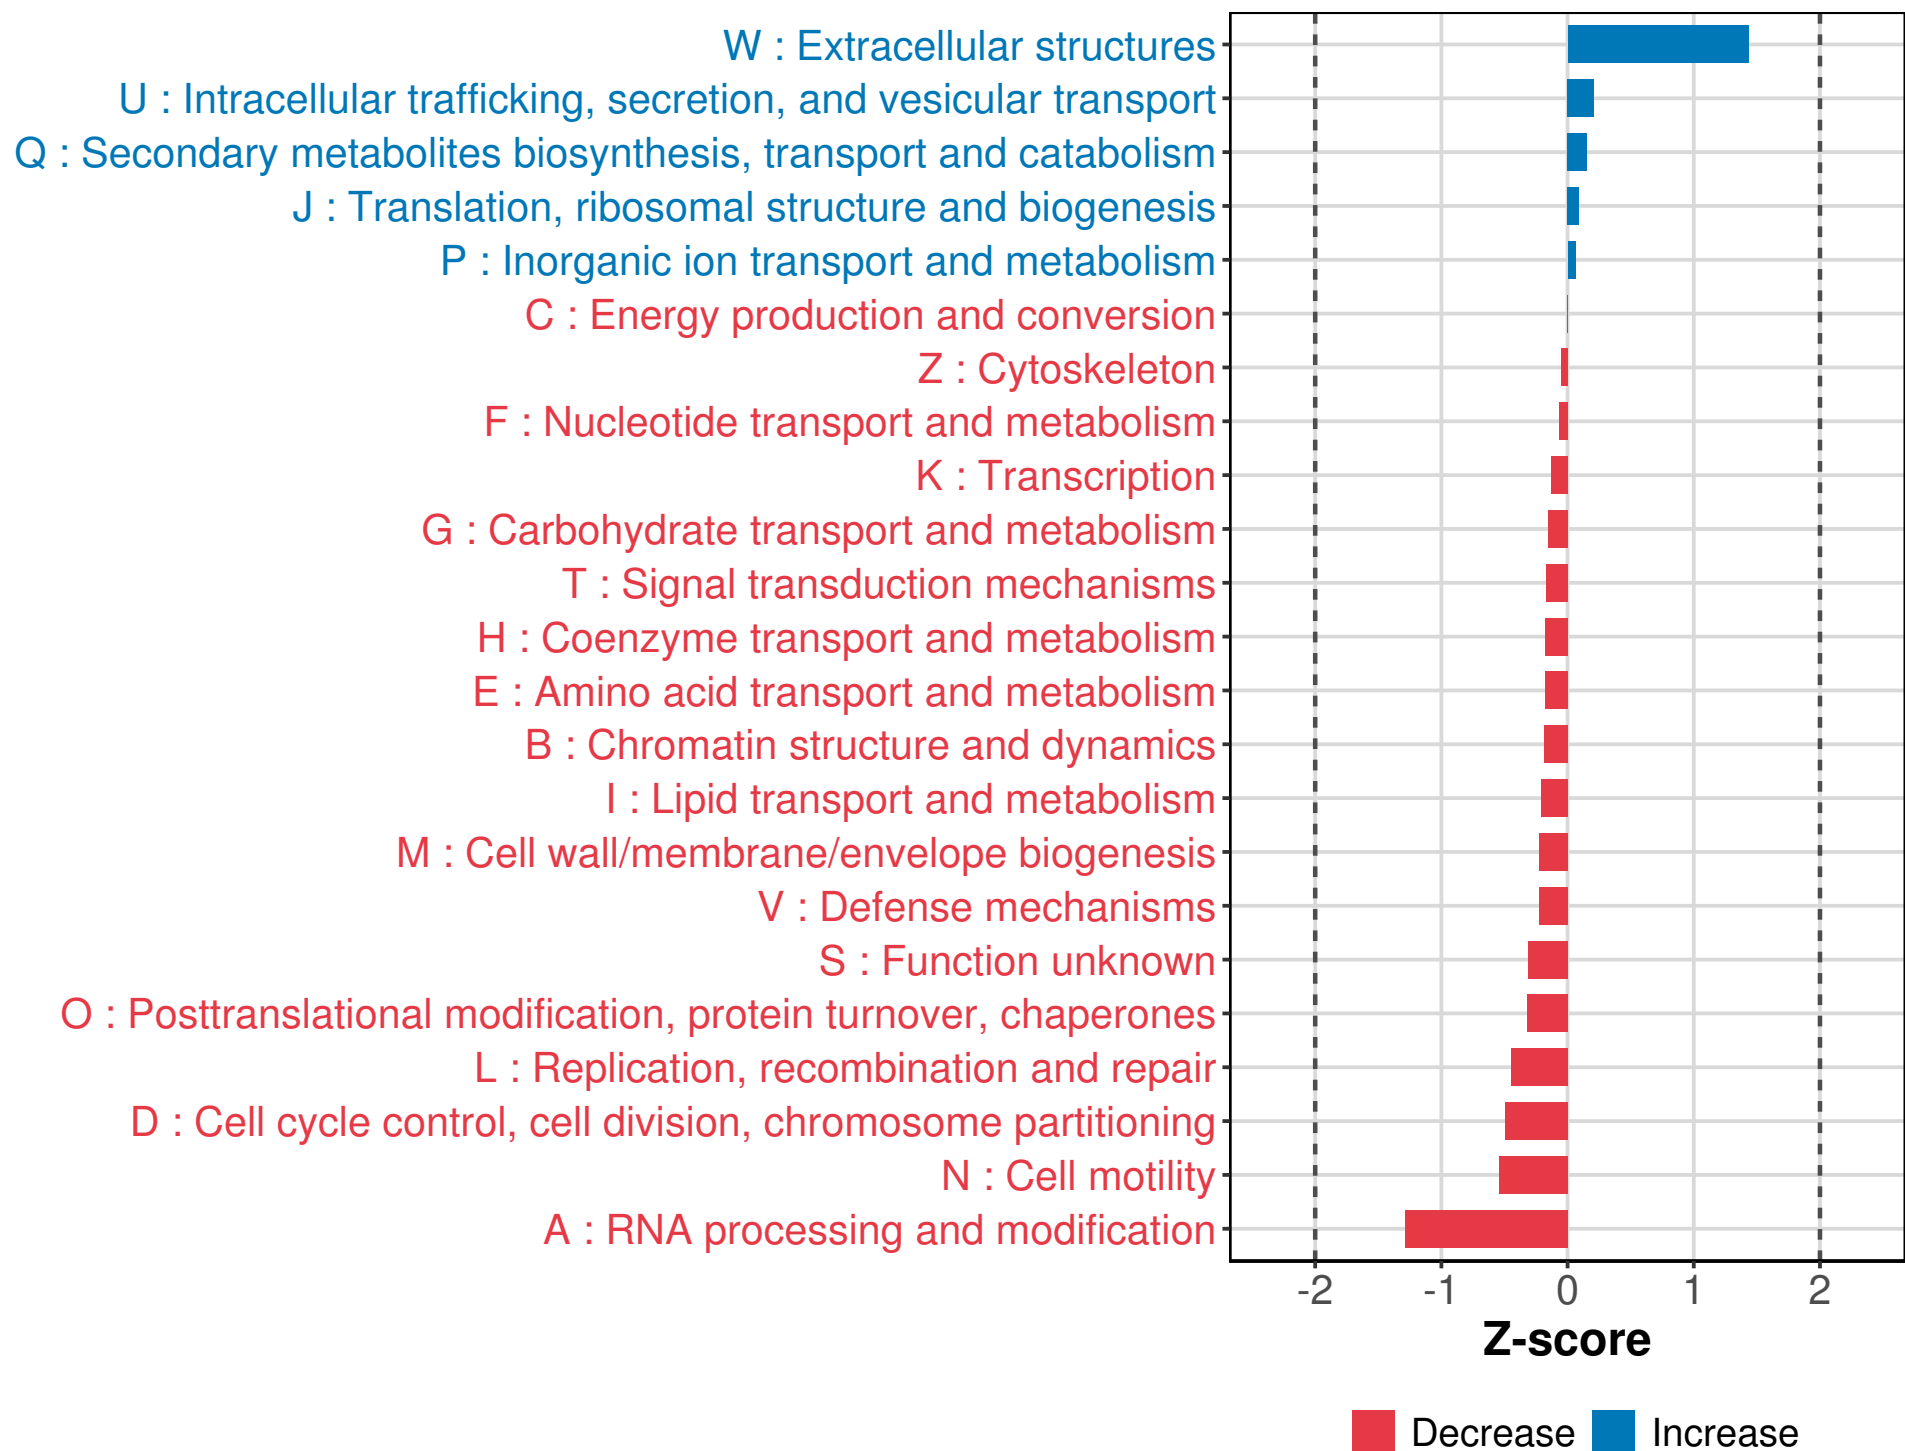 W : Extracellular structures
U : Intracellular trafficking, secretion, and vesicular transport
Q : Secondary metabolites biosynthesis, transport and catabolism
J : Translation, ribosomal structure and biogenesis
P : Inorganic ion transport and metabolism
C : Energy production and conversion
Z : Cytoskeleton
F : Nucleotide transport and metabolism
K : Transcription
G : Carbohydrate transport and metabolism
T : Signal transduction mechanisms
H : Coenzyme transport and metabolism
E : Amino acid transport and metabolism
B : Chromatin structure and dynamics
I : Lipid transport and metabolism
M : Cell wall/membrane/envelope biogenesis
V : Defense mechanisms
S : Function unknown
O : Posttranslational modification, protein turnover, chaperones
L : Replication, recombination and repair
D : Cell cycle control, cell division, chromosome partitioning
N : Cell motility
A : RNA processing and modification
-2 -1 0 1 2
Z-score
Decrease Increase